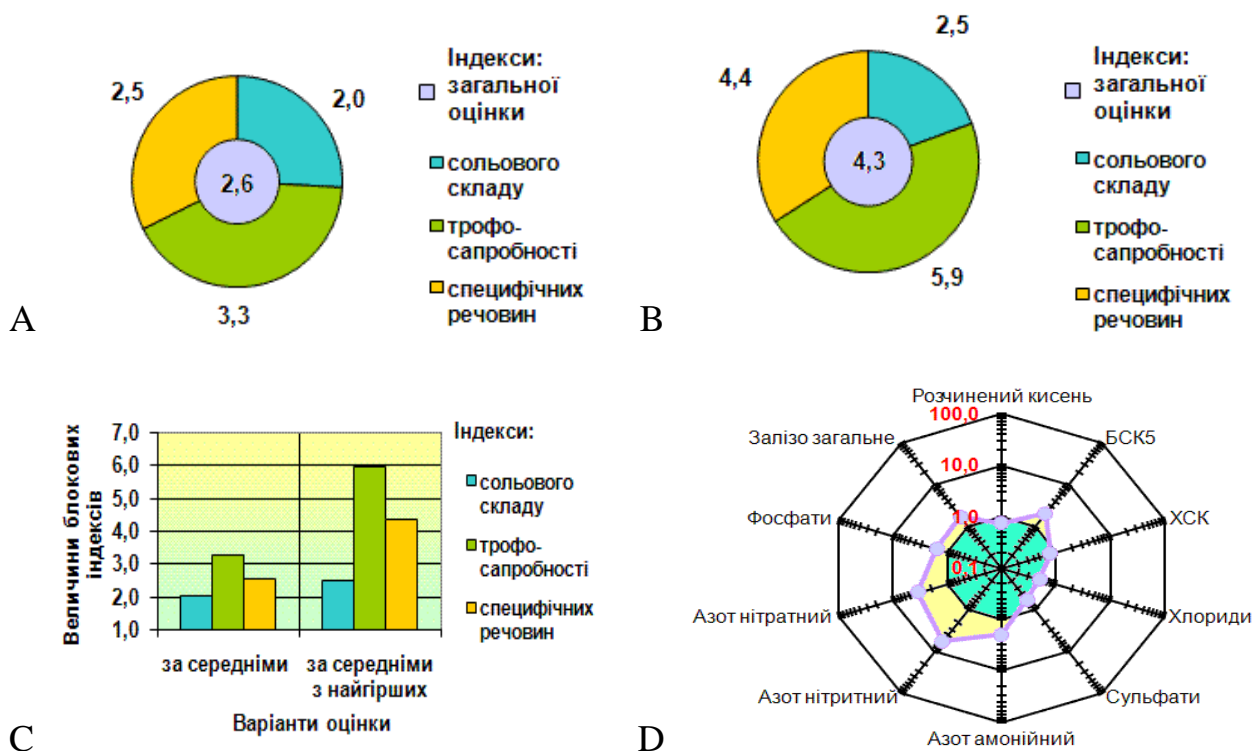 2,5
2,0
2,6
3,3
Індекси:
загальної
оцінки
сольового
складу
трофо-
сапробності
специфічних
речовин
A
4,4
2,5
4,3
5,9
Індекси:
загальної
оцінки
сольового
складу
трофо-
сапробності
специфічних
речовин
B
Величини блокових
індексів
7,0
6,0
5,0
4,0
3,0
2,0
1,0
за середніми
за середніми
з найгірших
Варіанти оцінки
Індекси:
сольового
складу
трофо-
сапробності
специфічних
речовин
C
Розчинений кисень
100,0
10,0
1,0
0,1
БСК5
ХСК
Хлориди
Сульфати
Азот амонійний
Азот нітритний
Азот нітратний
Фосфати
Залізо загальне
D